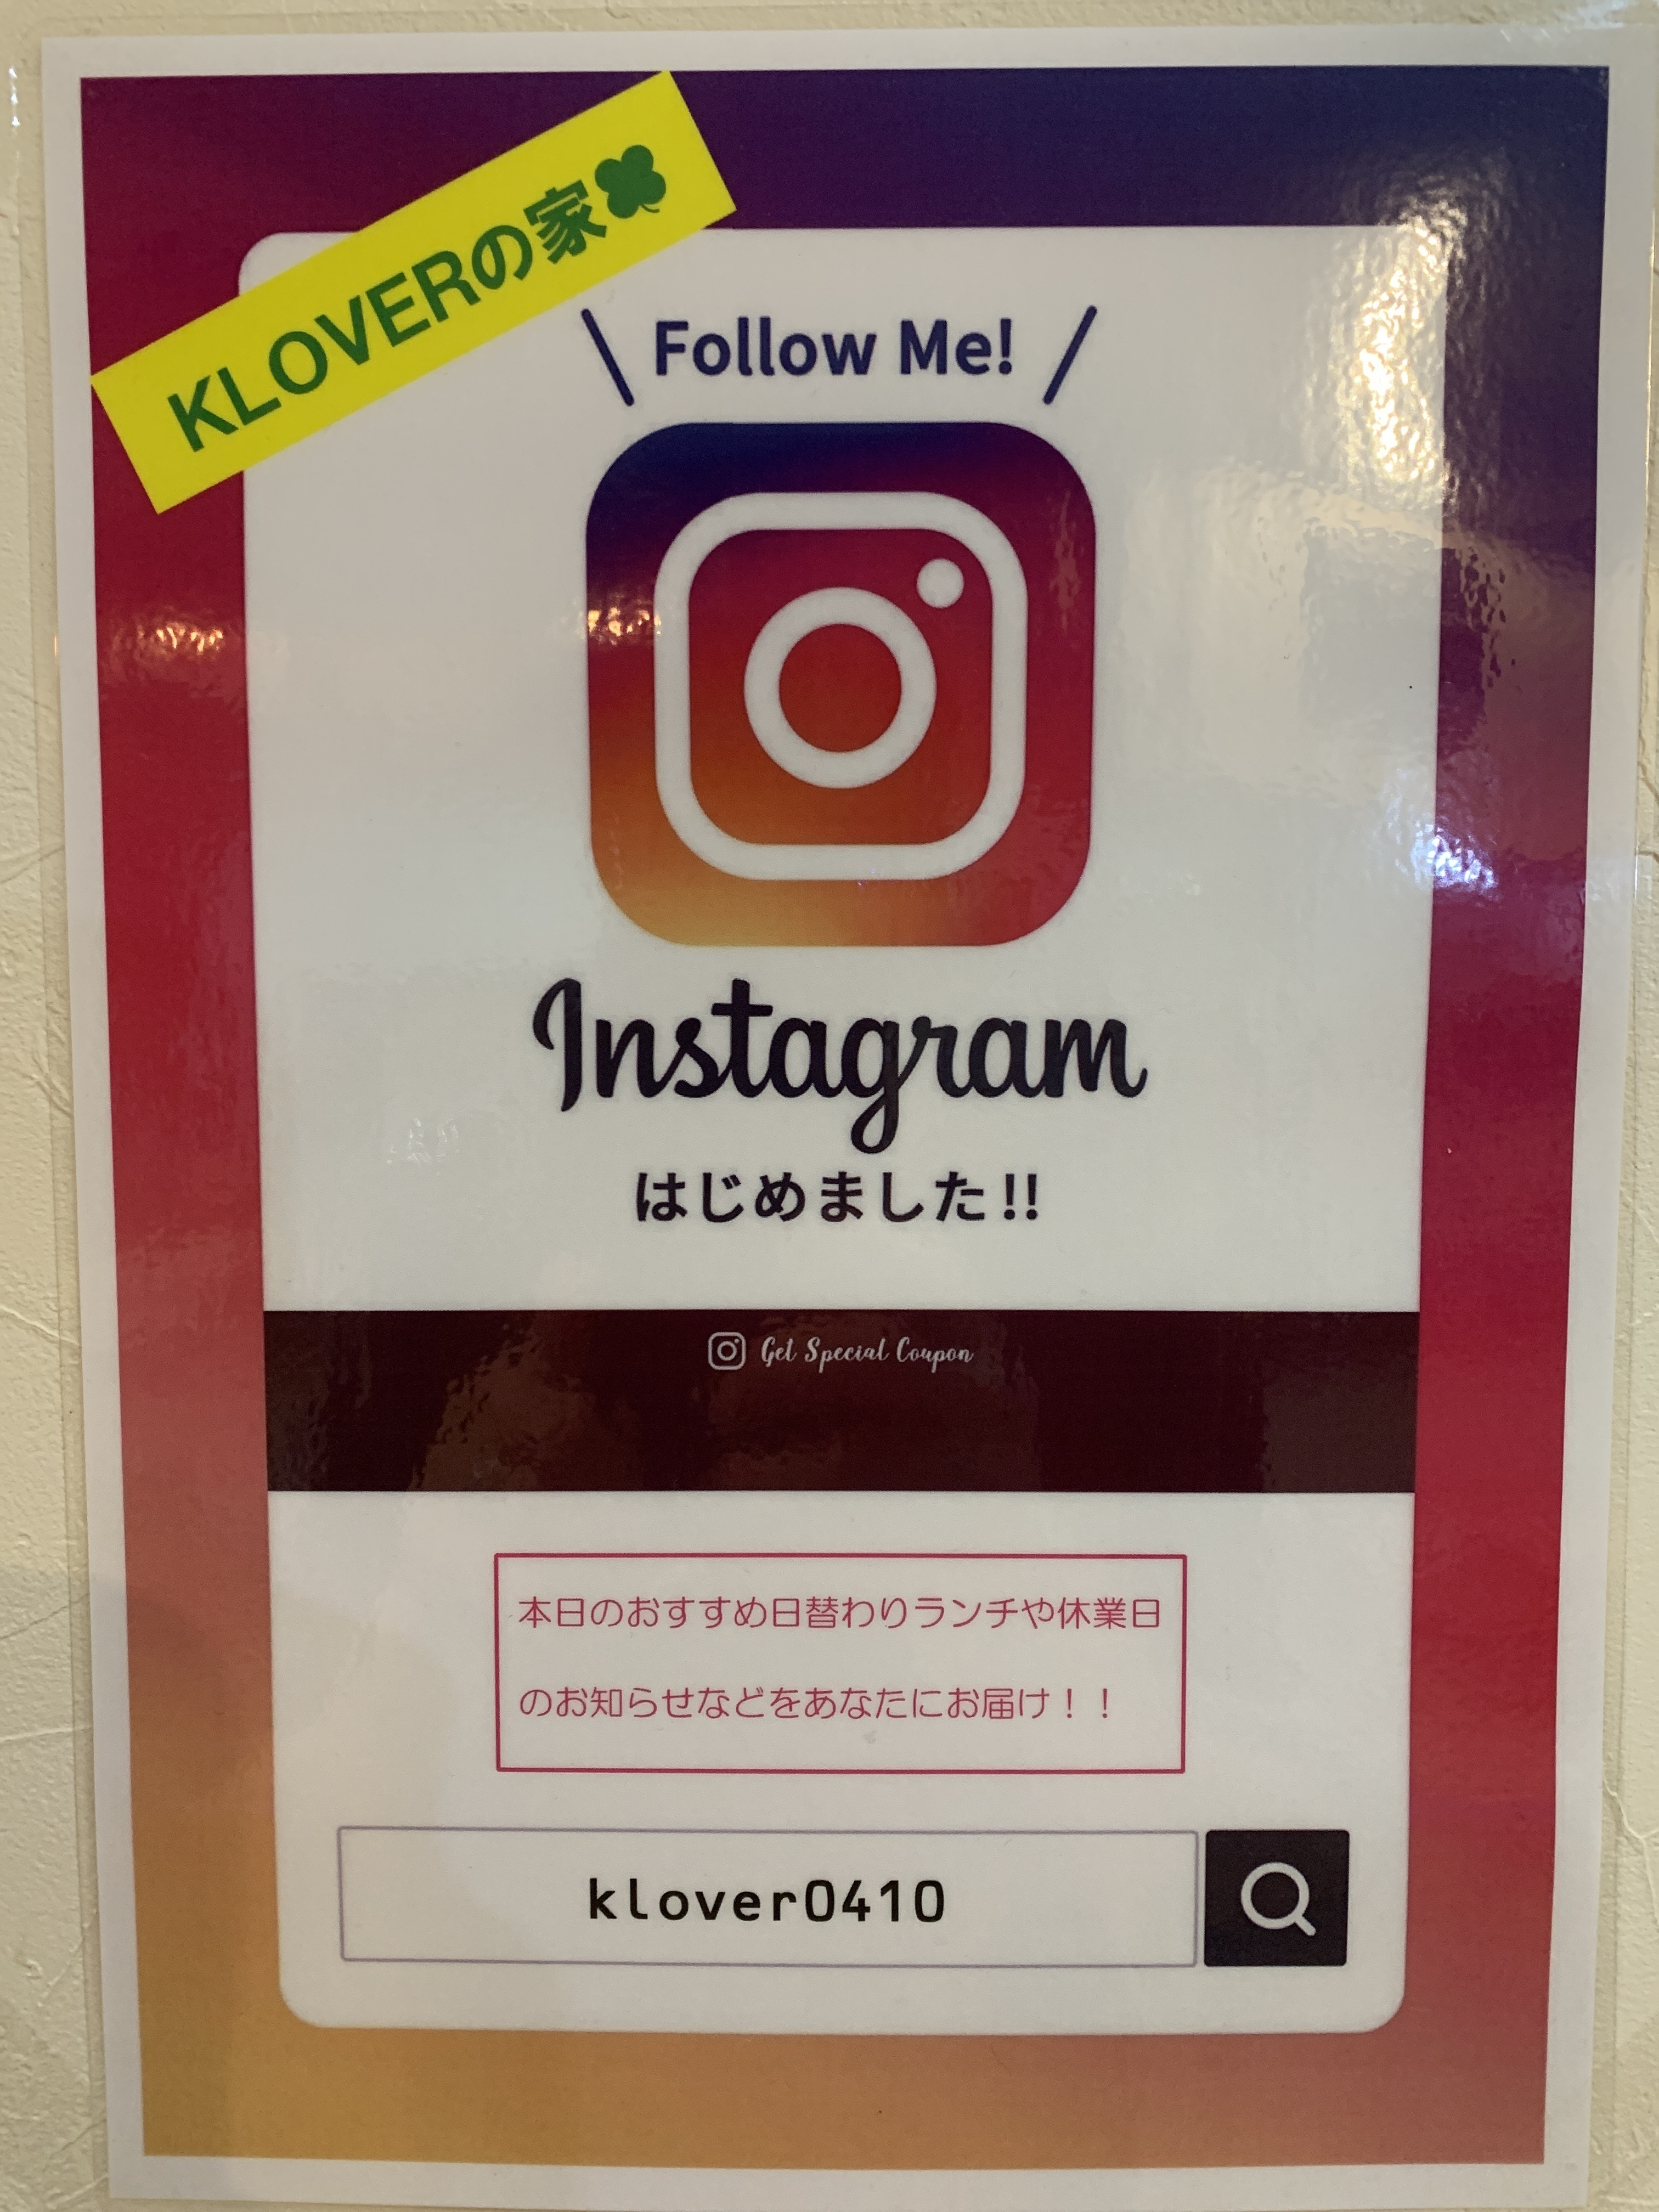 KLOVERの家🍀
\ Follow Me! /
Instagram
はじめました!!
Get Special Coupon
本日のおすすめ日替わりランチや休業日
のお知らせなどをあなたにお届け！！
klover0410